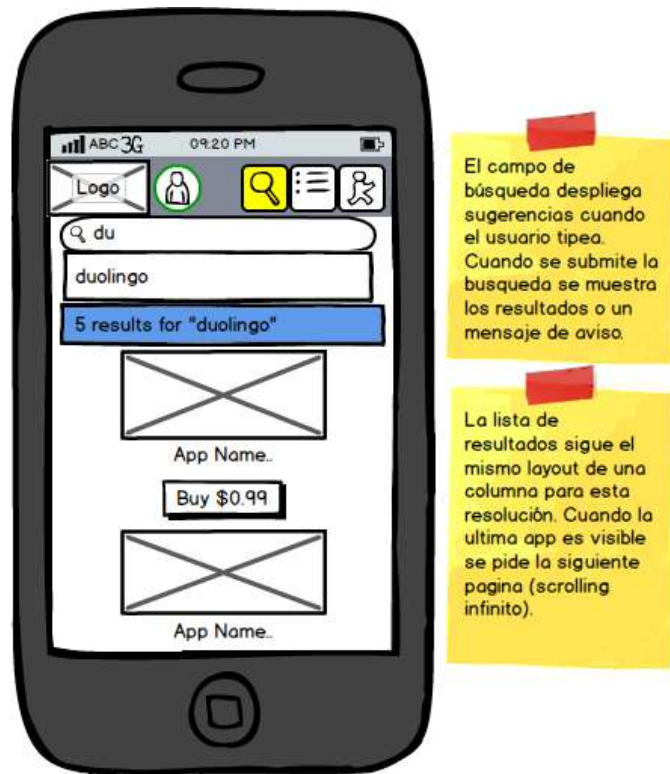 ABC 3G 09:20 PM
Logo
du
duolingo
5 results for "duolingo"
App Name..
Buy $0.99
App Name..
El campo de
búsqueda despliega
sugerencias cuando
el usuario tipea.
Cuando se submite la
busqueda se muestra
los resultados o un
mensaje de aviso.
La lista de
resultados sigue el
mismo layout de una
columna para esta
resolución. Cuando la
ultima app es visible
se pide la siguiente
pagina (scrolling
infinito).